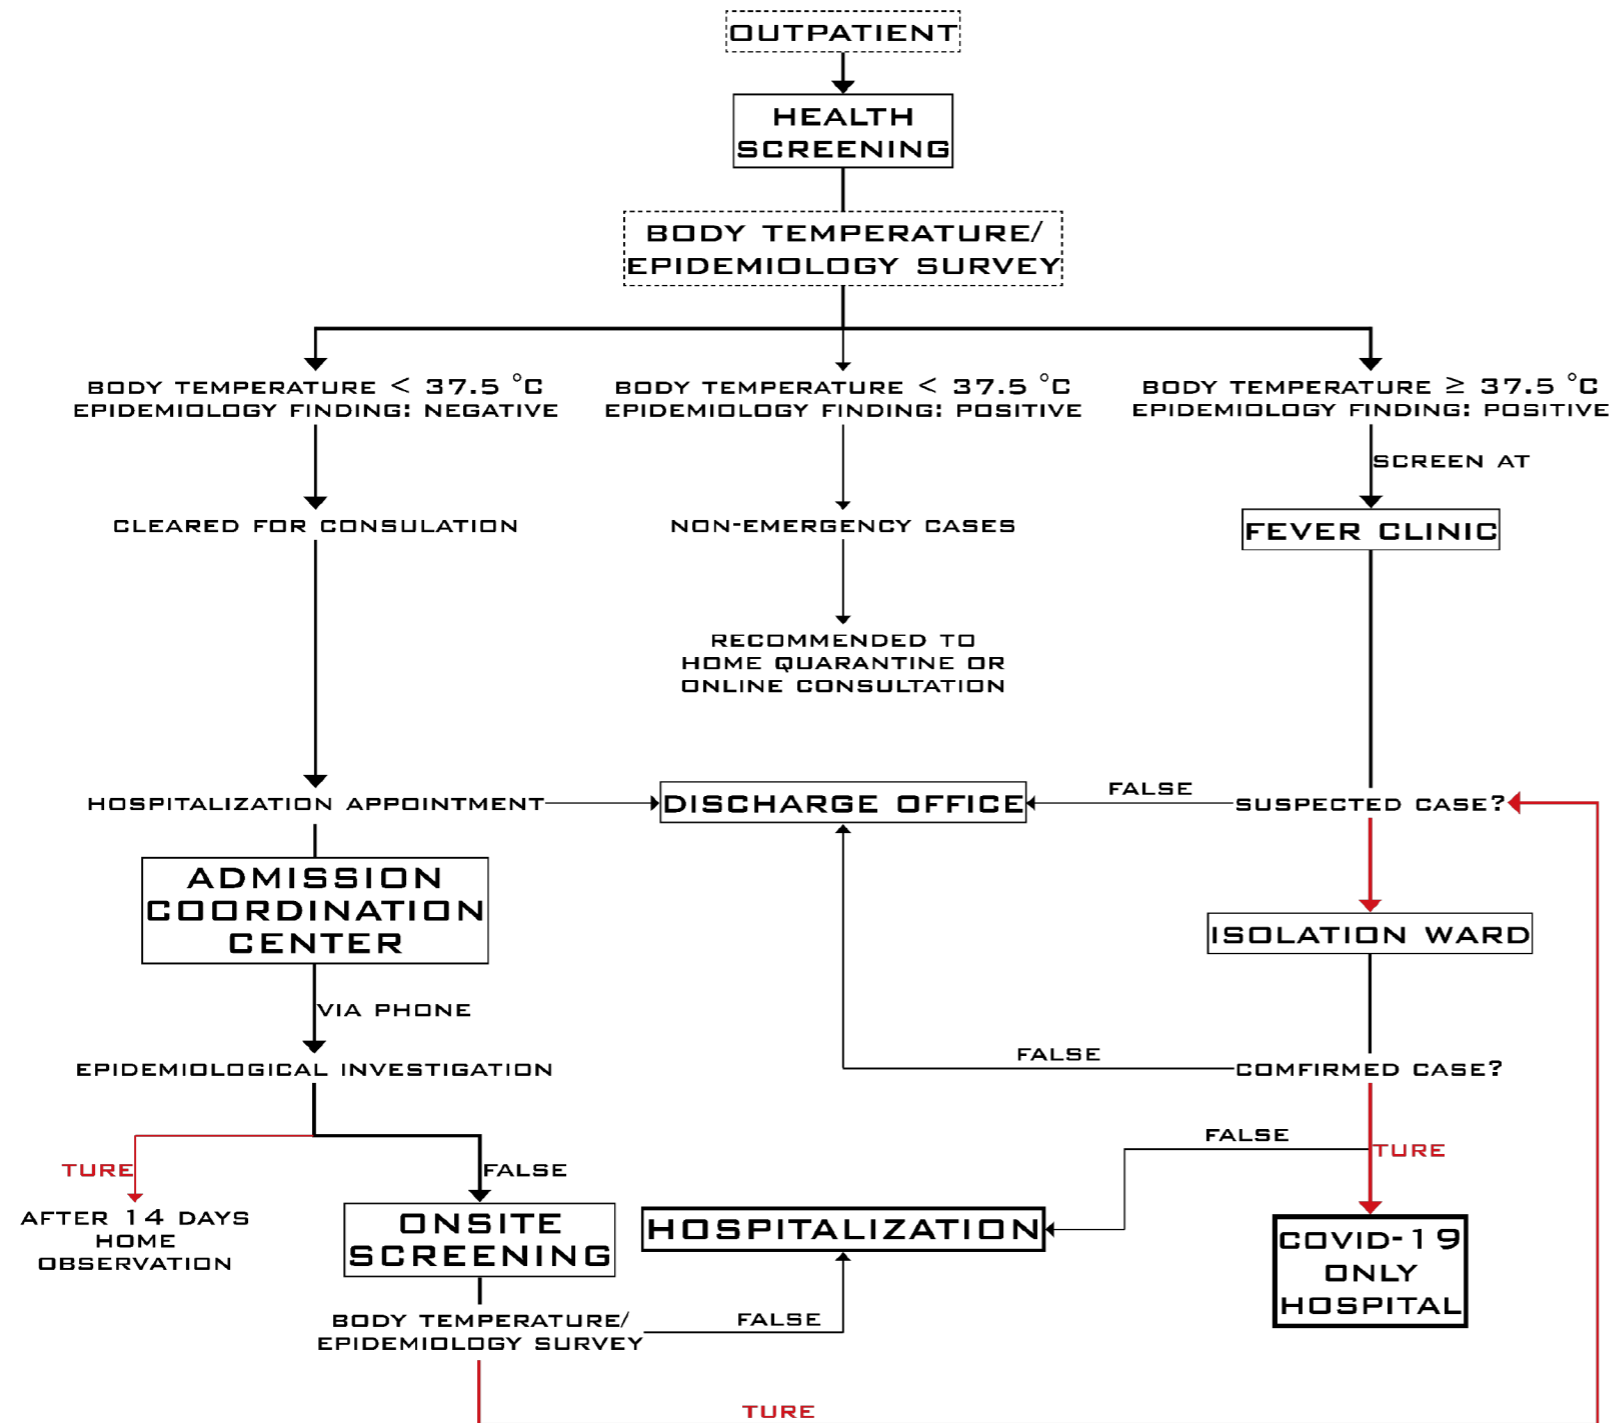 OUTPATIENT
HEALTH
SCREENING
BODY TEMPERATURE/
EPIDEMIOLOGY SURVEY
BODY TEMPERATURE < 37.5 °C
EPIDEMIOLOGY FINDING: NEGATIVE
BODY TEMPERATURE < 37.5 °C
EPIDEMIOLOGY FINDING: POSITIVE
BODY TEMPERATURE ≥ 37.5 °C
EPIDEMIOLOGY FINDING: POSITIVE
SCREEN AT
CLEARED FOR CONSULATION
NON-EMERGENCY CASES
FEVER CLINIC
RECOMMENDED TO
HOME QUARANTINE OR
ONLINE CONSULTATION
HOSPITALIZATION APPOINTMENT
DISCHARGE OFFICE
FALSE
SUSPECTED CASE?
ADMISSION
COORDINATION
CENTER
ISOLATION WARD
VIA PHONE
EPIDEMIOLOGICAL INVESTIGATION
FALSE
COMFIRMED CASE?
TURE
FALSE
FALSE
TURE
AFTER 14 DAYS
HOME
OBSERVATION
ONSITE
SCREENING
HOSPITALIZATION
COVID-19
ONLY
HOSPITAL
BODY TEMPERATURE/
EPIDEMIOLOGY SURVEY
FALSE
TURE